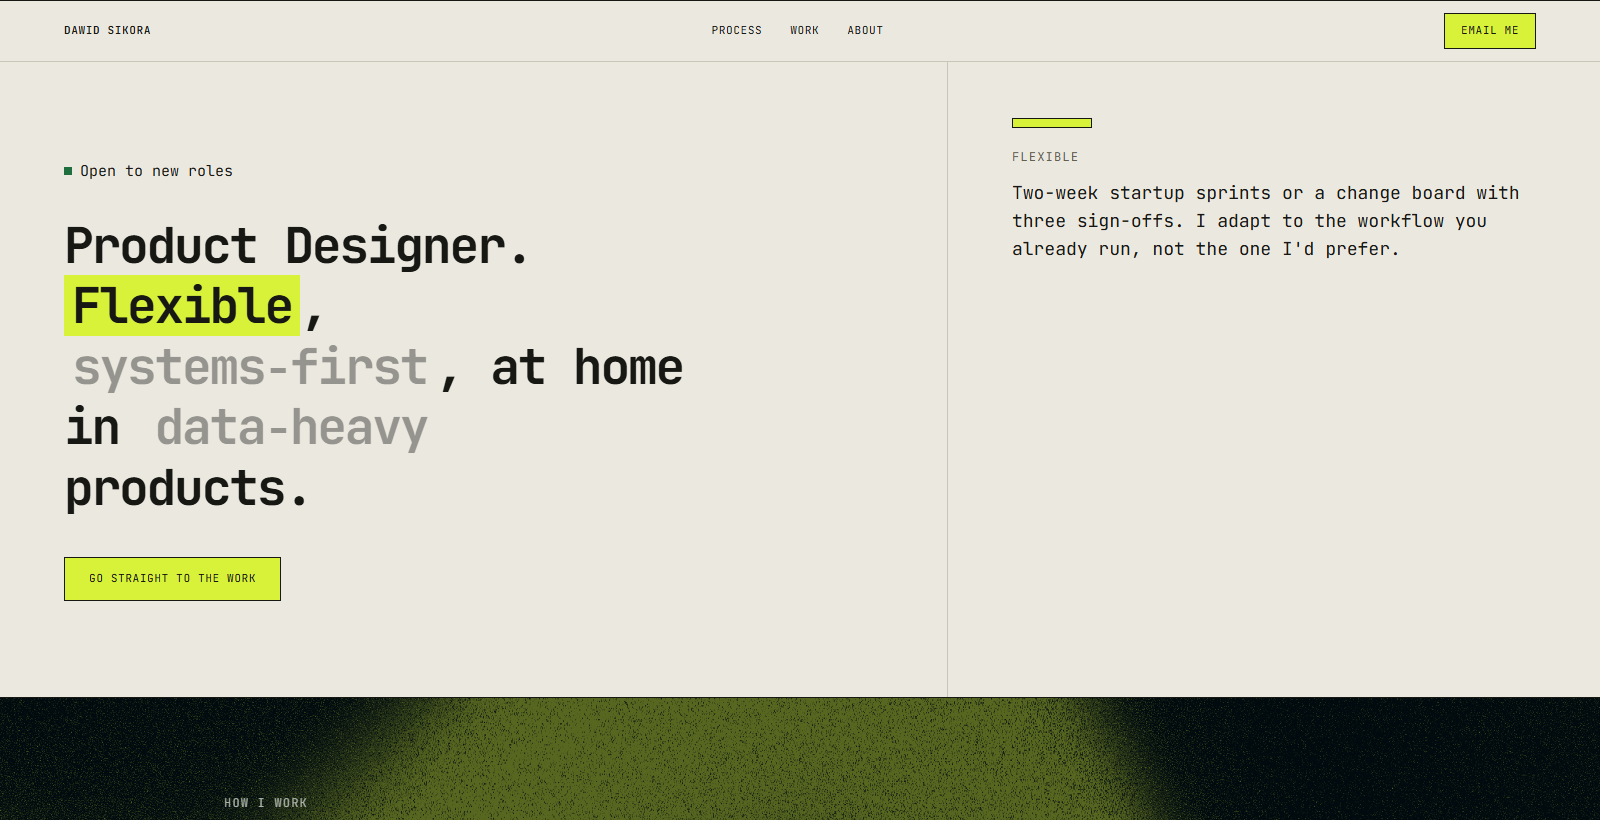 DAWID SIKORA
PROCESS WORK ABOUT
EMAIL ME
Open to new roles
Product Designer.
Flexible,
systems-first, at home
in data-heavy
products.
GO STRAIGHT TO THE WORK
FLEXIBLE
Two-week startup sprints or a change board with
three sign-offs. I adapt to the workflow you
already run, not the one I'd prefer.
HOW I WORK